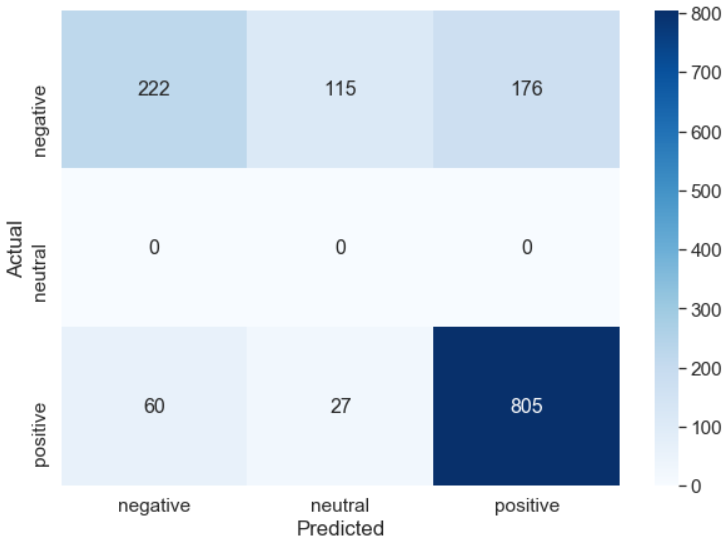 negative 222 115 176
Actual
neutral 0 0 0
positive 60 27 805
negative neutral positive
Predicted
800
700
600
500
400
300
200
100
0